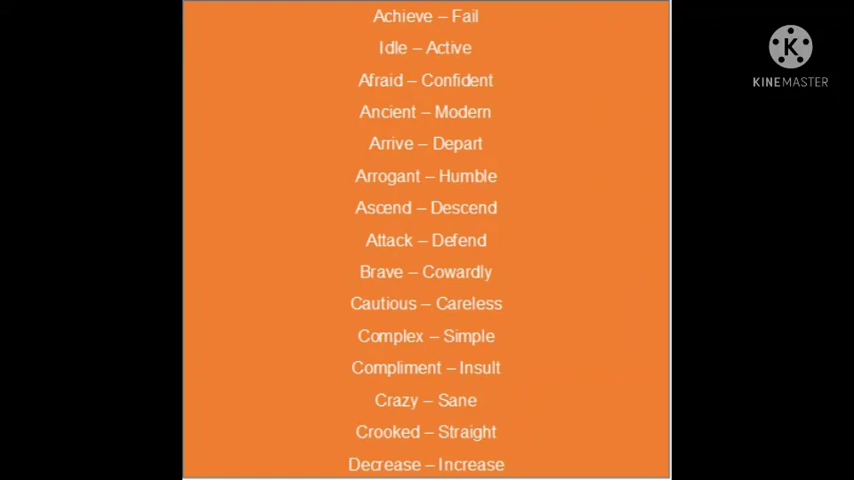 Achieve – Fail
Idle – Active
Afraid – Confident
Ancient – Modern
Arrive – Depart
Arrogant – Humble
Ascend – Descend
Attack – Defend
Brave – Cowardly
Cautious – Careless
Complex – Simple
Compliment – Insult
Crazy – Sane
Crooked – Straight
Decrease – Increase
K
KINEMASTER